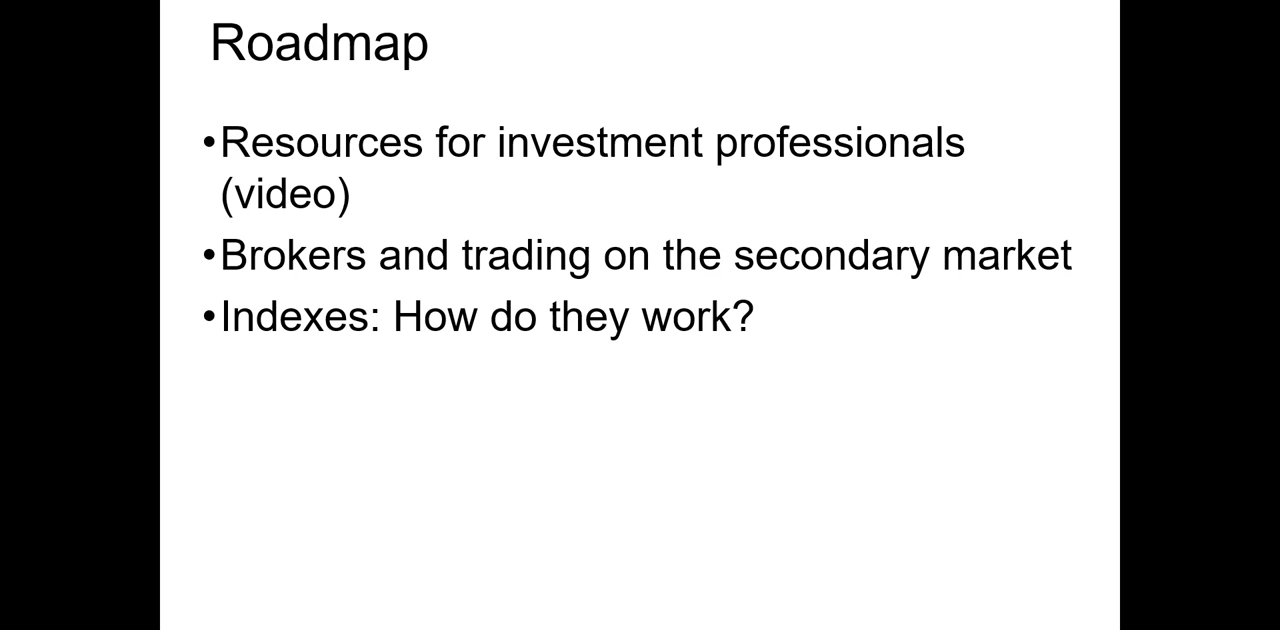 Roadmap
•Resources for investment professionals
(video)
•Brokers and trading on the secondary market
•Indexes: How do they work?